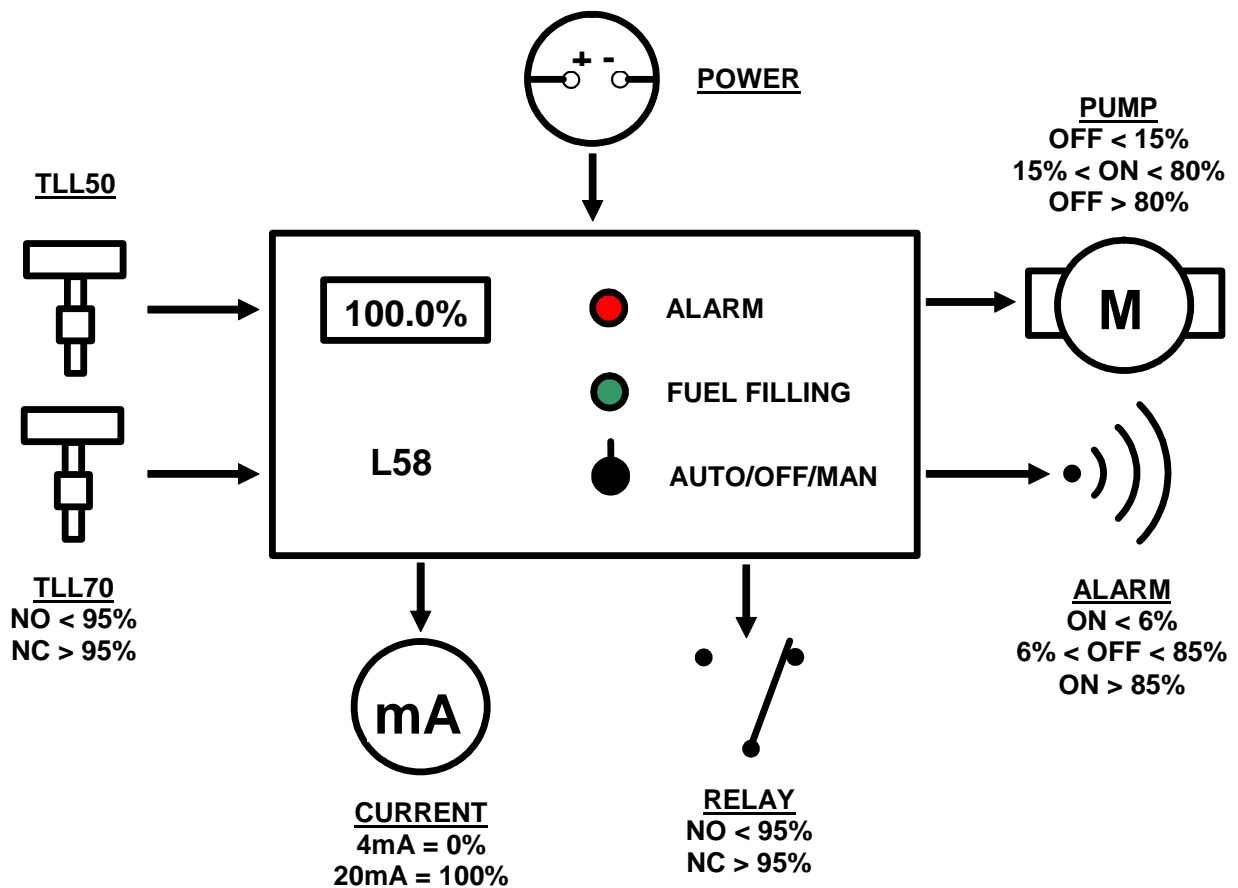 + -
POWER
PUMP
OFF < 15%
15% < ON < 80%
OFF > 80%
TLL50
100.0%
ALARM
M
FUEL FILLING
L58
AUTO/OFF/MAN
TLL70
NO < 95%
NC > 95%
ALARM
ON < 6%
6% < OFF < 85%
ON > 85%
mA
CURRENT
4mA = 0%
20mA = 100%
RELAY
NO < 95%
NC > 95%